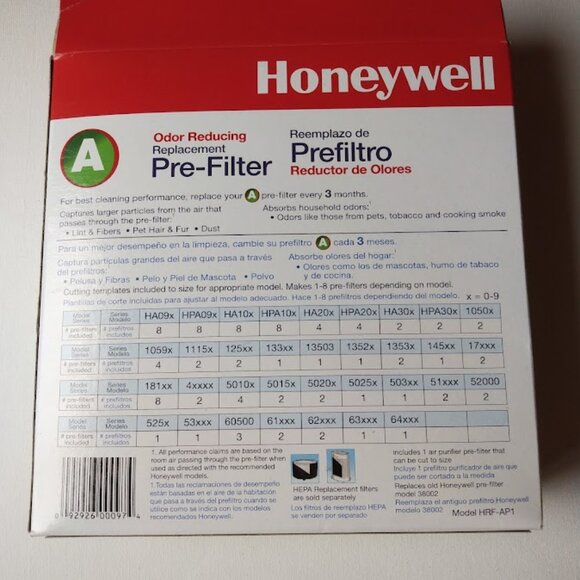 Honeywell
A
Odor Reducing
Replacement
Pre-Filter
Reemplazo de
Prefiltro
Reductor de Olores
For best cleaning performance, replace your A pre-filter every 3 months.
Captures larger particles from the air that
passes through the pre-filter:
• Lint & Fibers • Pet Hair & Fur • Dust
Absorbs household odors:¹
• Odors like those from pets, tobacco and cooking smoke
Para un mejor desempeño en la limpieza, cambie su prefiltro A cada 3 meses.
Captura partículas grandes del aire que pasa a través
del prefiltros:
• Pelusa y Fibras • Pelo y Piel de Mascota • Polvo
Absorbe olores del hogar:¹
• Olores como los de mascotas, humo de tabaco
y de cocina.
Cutting templates included to size for appropriate model. Makes 1-8 pre-filters depending on model.
Plantillas de corte incluidas para ajustar al modelo adecuado. Hace 1-8 prefiltros dependiendo del modelo. x = 0-9
Model Series Series Modelo HA09x HPA09x HA10x HPA10x HA20x HPA20x HA30x HPA30x 1050x
# pre-filters included # prefiltros incluidos 8 8 8 8 4 4 2 2 2
Model Series Series Modelo 1059x 1115x 125xx 133xx 13503 1352x 1353x 145xx 17xxx
# pre-filters included # prefiltros incluidos 4 2 2 1 1 1 2 1 2
Model Series Series Modelo 181xx 4xxxx 5010x 5015x 5020x 5025x 503xx 51xxx 52000
# pre-filters included # prefiltros incluidos 8 2 4 2 2 1 1 2 2
Model Series Series Modelo 525x 53xxx 60500 61xxx 62xxx 63xxx 64xxx
# pre-filters included # prefiltros incluidos 1 1 3 2 2 1 1
1. All performance claims are based on the
room air passing through the pre-filter when
used as directed with the recommended
Honeywell models.
1.Todas las reclamaciones de desempeño
están basadas en el aire de la habitación
que pasa a través del prefiltro cuando se
utilice como se indica con los modelos
recomendados Honeywell.
HEPA Replacement filters
are sold separately
Los filtros de reemplazo HEPA
se venden por separado
Includes 1 air purifier pre-filter that
can be cut to size
Incluye 1 prefiltro purificador de aire que
puede ser cortado a la medida
Replaces old Honeywell pre-filter
model 38002
Reemplaza el antiguo prefiltro Honeywell
modelo 38002
Model HRF-AP1
0 92926 00097 4